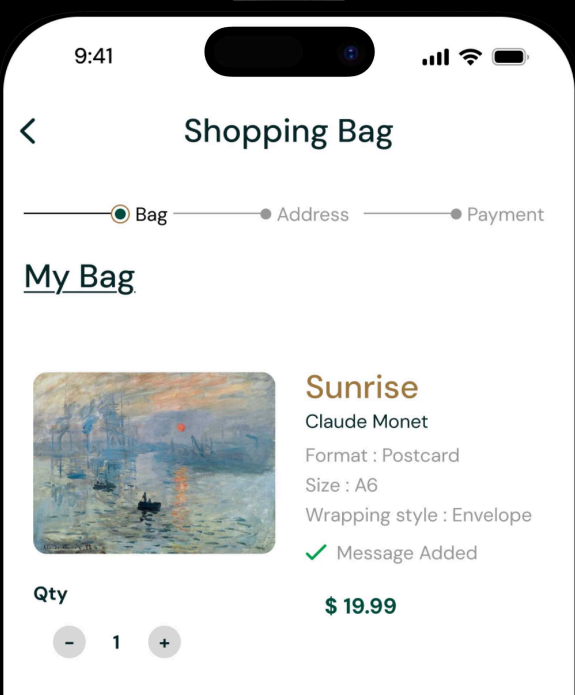 9:41
Shopping Bag
Bag Address Payment
My Bag
Sunrise
Claude Monet
Format : Postcard
Size : A6
Wrapping style : Envelope
Message Added
Qty
$ 19.99
- 1 +